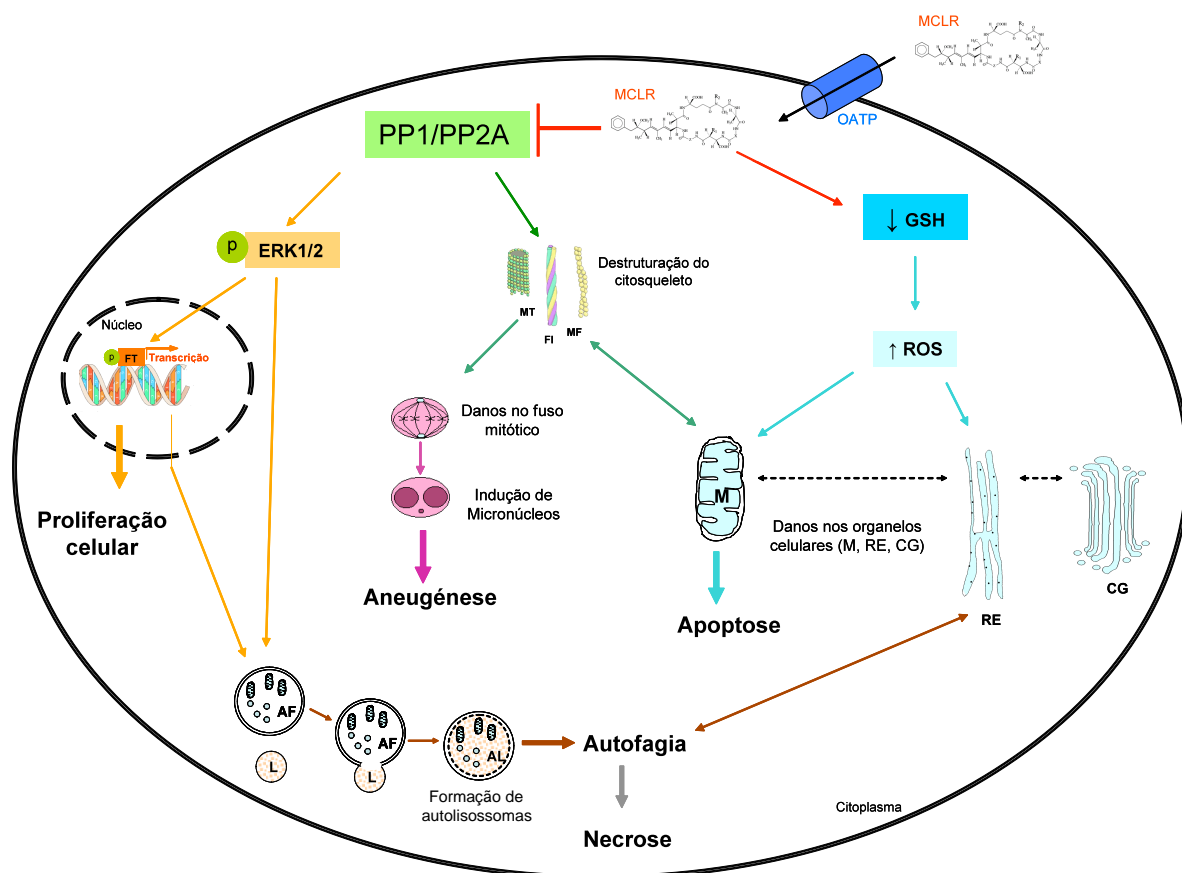 MCLR
MCLR
OATP
PP1/PP2A
↓ GSH
p
ERK1/2
Destruturação do
citosqueleto
MT
FI
MF
Núcleo
p
FT
Transcrição
↑ ROS
Danos no fuso
mitótico
Indução de
Micronúcleos
M
Danos nos organelos
celulares (M, RE, CG)
Proliferação
celular
Aneugénese
Apoptose
RE
CG
AF
L
AF
L
AL
Autofagia
Formação de
autolisossomas
Citoplasma
Necrose